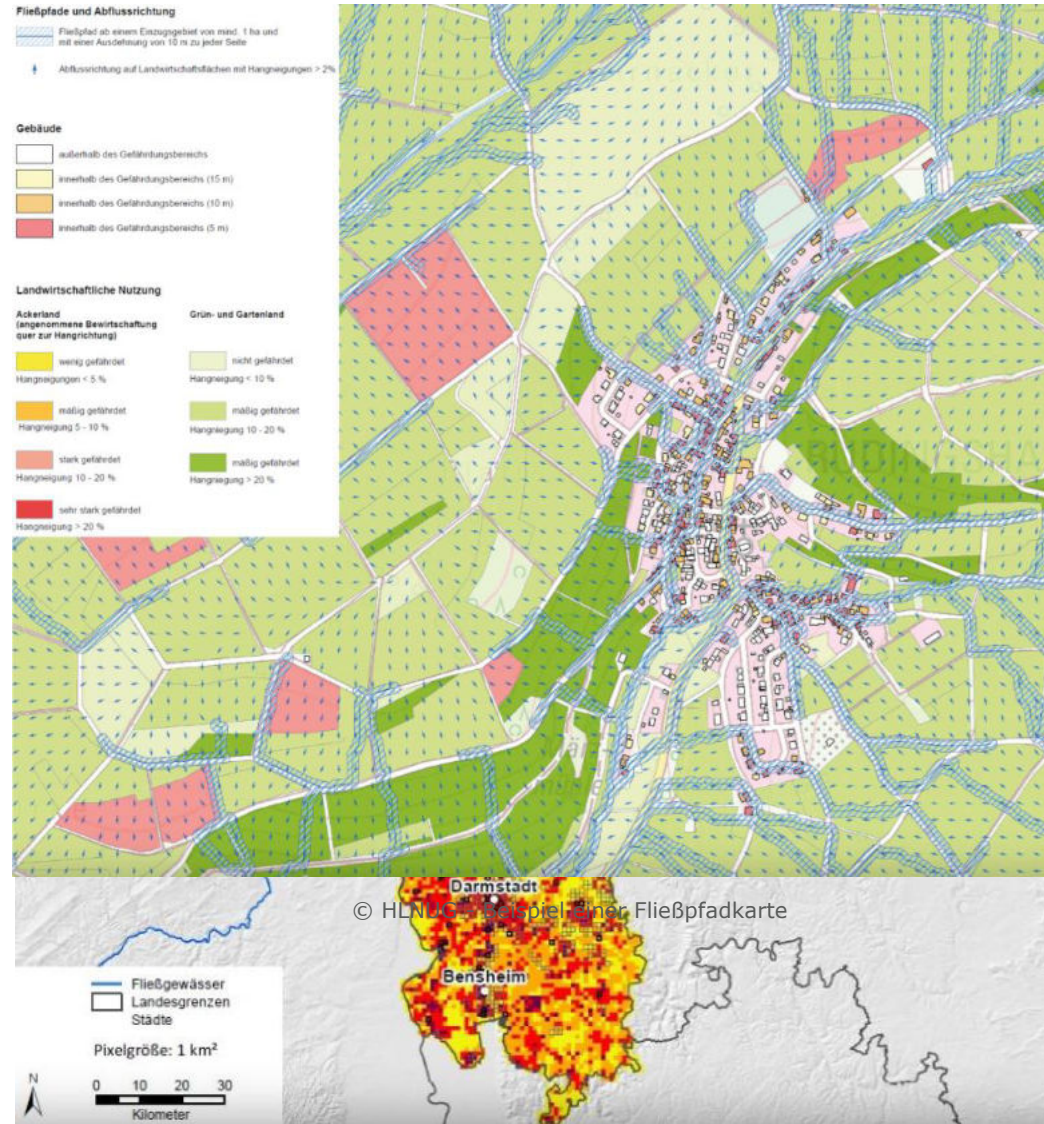 Fließpfade und Abflussrichtung
Fließpfad ab einem Einzugsgebiet von mind. 1 ha und
mit einer Ausdehnung von 10 m zu jeder Seite
Abflussrichtung auf Landwirtschaftsflächen mit Hangneigungen > 2%
Gebäude
außerhalb des Gefährdungsbereichs
innerhalb des Gefährdungsbereichs (15 m)
innerhalb des Gefährdungsbereichs (10 m)
innerhalb des Gefährdungsbereichs (5 m)
Landwirtschaftliche Nutzung
Ackerland
(angenommene Bewirtschaftung
quer zur Hangrichtung)
Grün- und Gartenland
wenig gefährdet
nicht gefährdet
Hangneigungen < 5 %
Hangneigung < 10 %
mäßig gefährdet
mäßig gefährdet
Hangneigung 5 - 10 %
Hangniegung 10 - 20 %
stark gefährdet
mäßig gefährdet
Hangneigung 10 - 20 %
Hangniegung > 20 %
sehr stark gefährdet
Hangneigung > 20 %
Darmstadt
© HLNUG: Beispiel einer Fließpfadkarte
Bensheim
Fließgewässer
Landesgrenzen
Städte
Pixelgröße: 1 km²
N
0 10 20 30
Kilometer